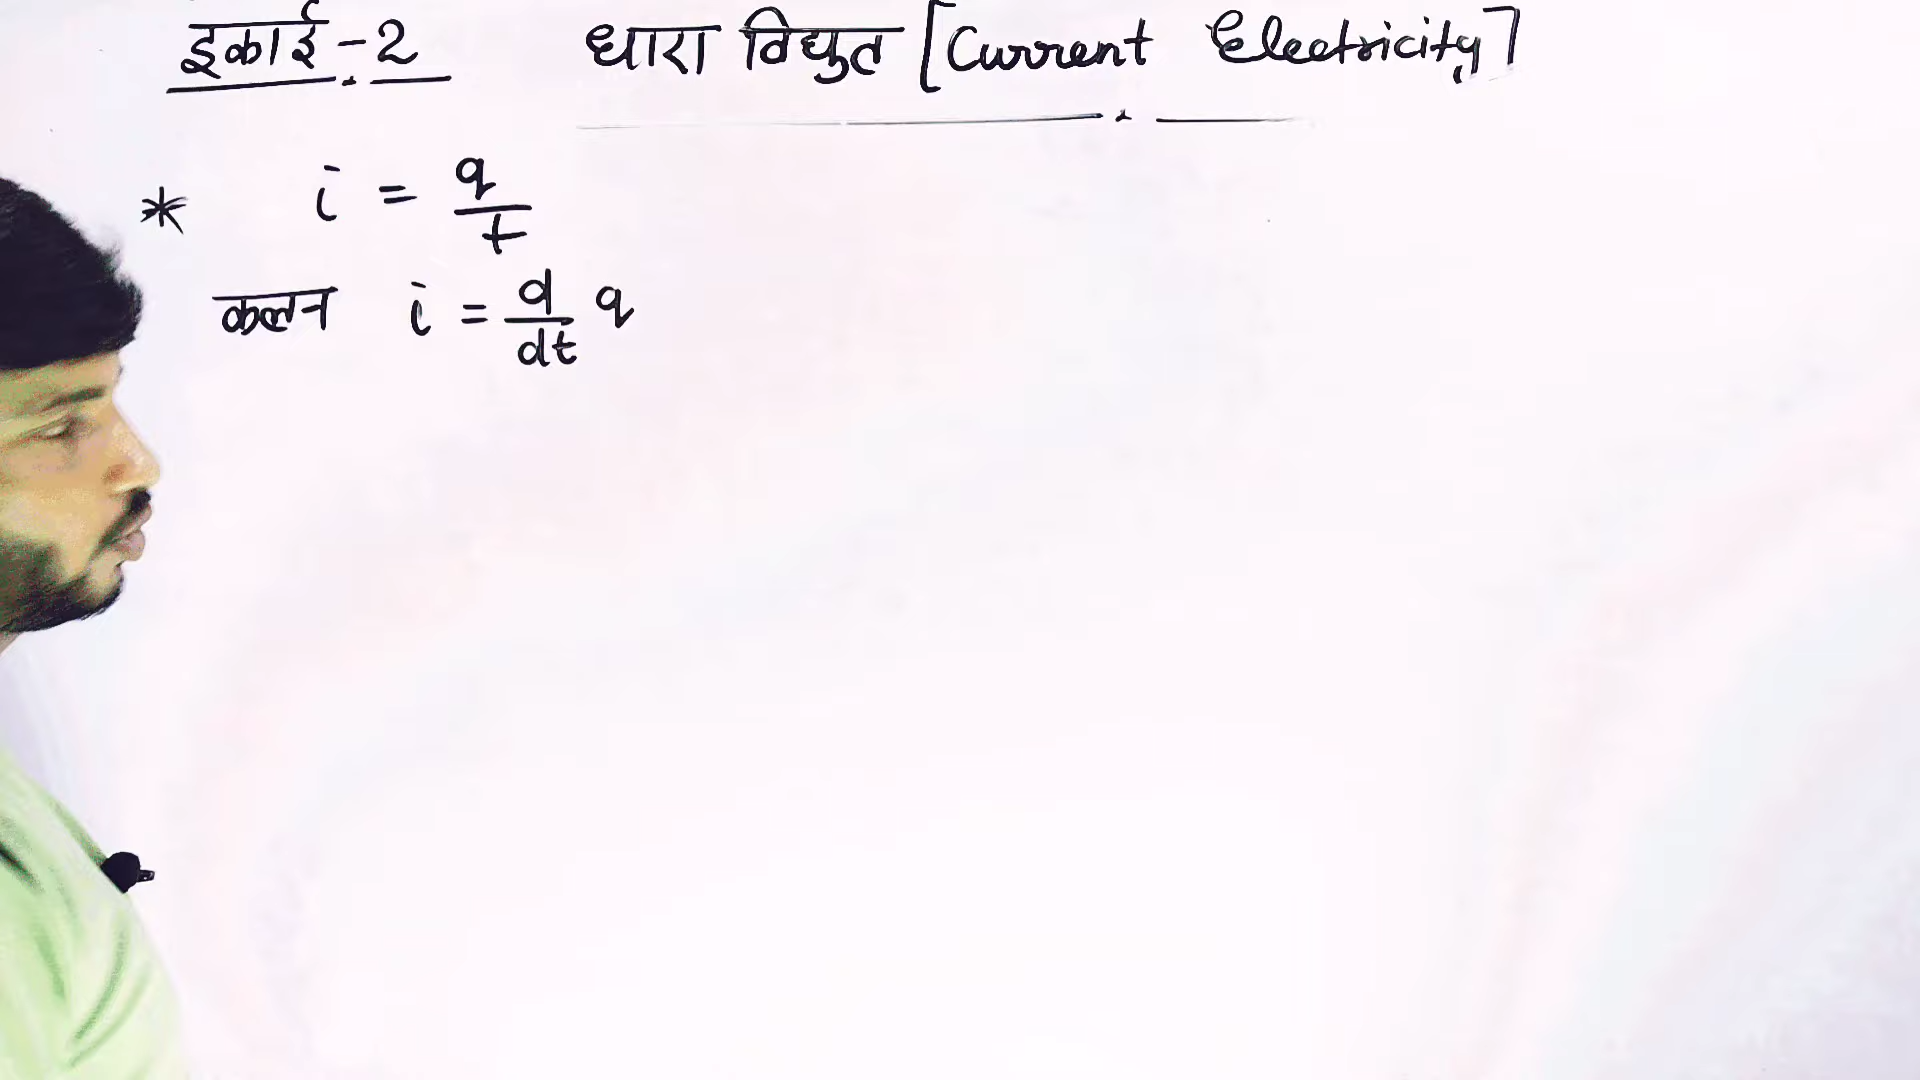 इकाई-2 धारा विद्युत [Current Electricity]
* i = q/t
कलन i = d/dt q